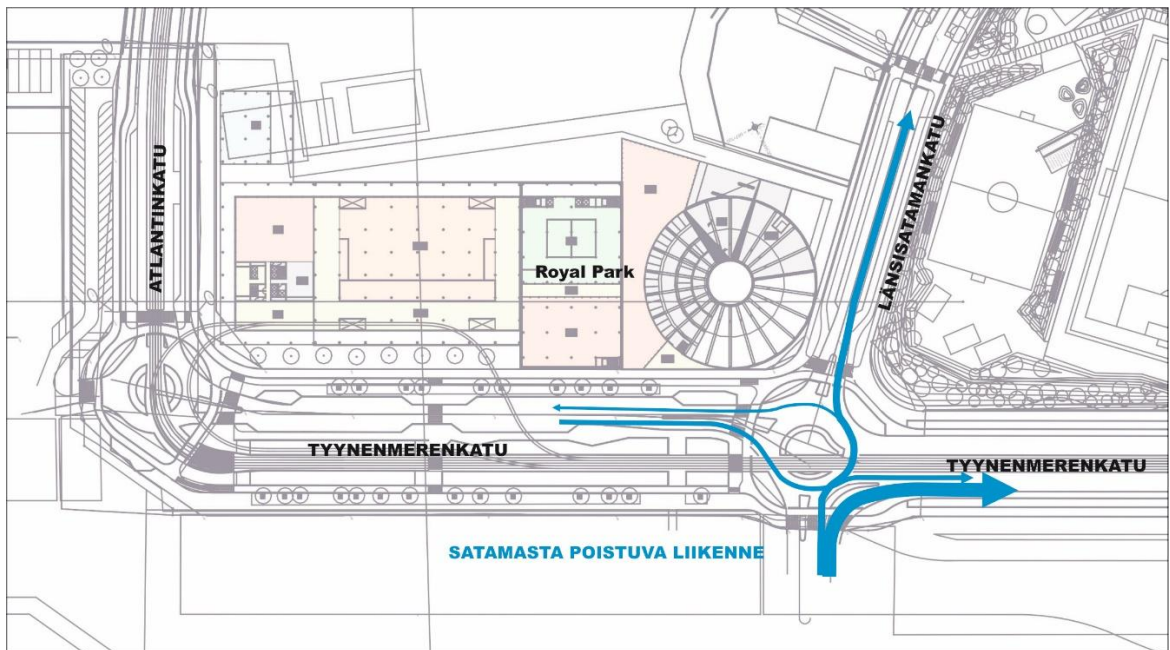 ATLANTINKATU
LÄNSISATAMANKATU
Royal Park
TYYNENMERENKATU
TYYNENMERENKATU
SATAMASTA POISTUVA LIIKENNE